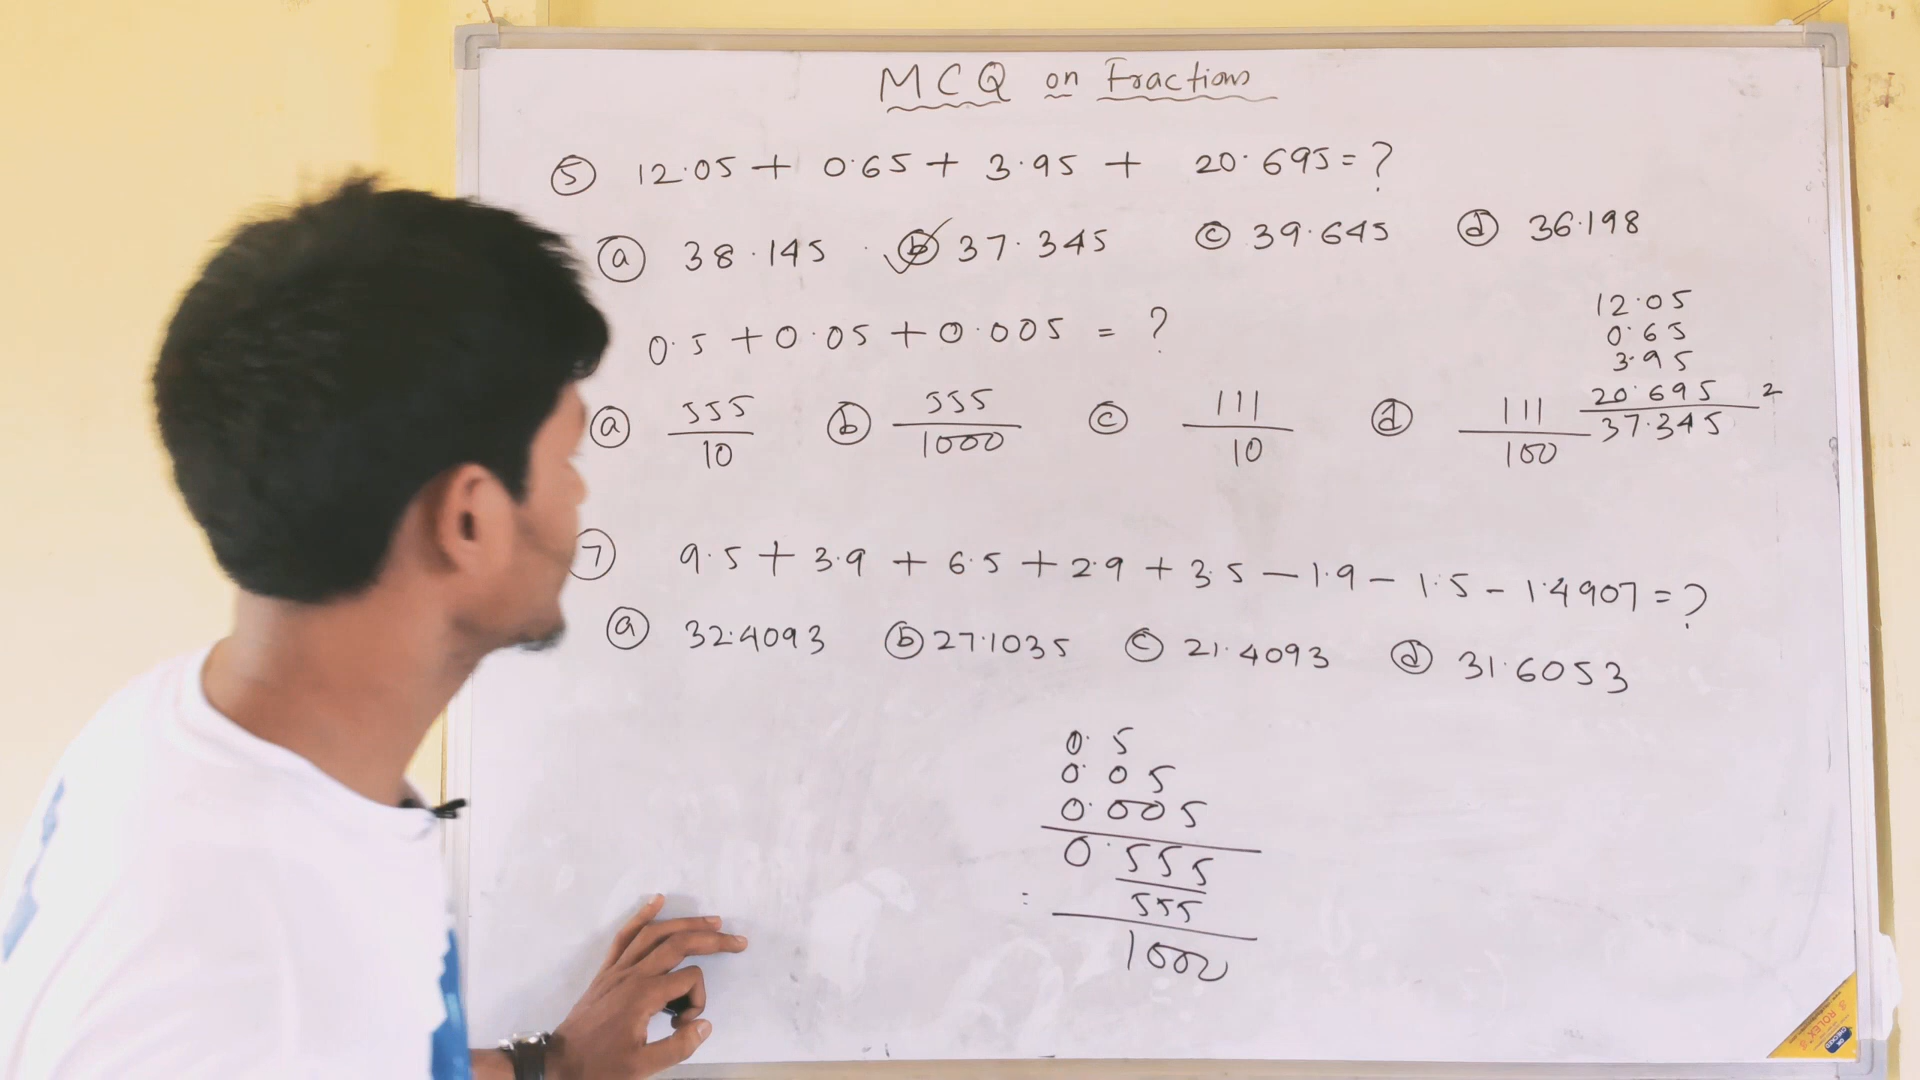 MCQ on Fractions
⑤ 12.05 + 0.65 + 3.95 + 20.695 = ?
ⓐ 38.145 ⓑ 37.345 ⓒ 39.645 ⓓ 36.198
0.5 + 0.05 + 0.005 = ?
ⓐ 555/10 ⓑ 555/1000 ⓒ 111/10 ⓓ 111/100
12.05
0.65
3.95
20.695 2
37.345
⑦ 9.5 + 3.9 + 6.5 + 2.9 + 3.5 - 1.9 - 1.5 - 1.4907 = ?
ⓐ 32.4093 ⓑ 27.1035 ⓒ 21.4093 ⓓ 31.6053
0.5
0.05
0.005
0.555
= 555
1000
ROLEX